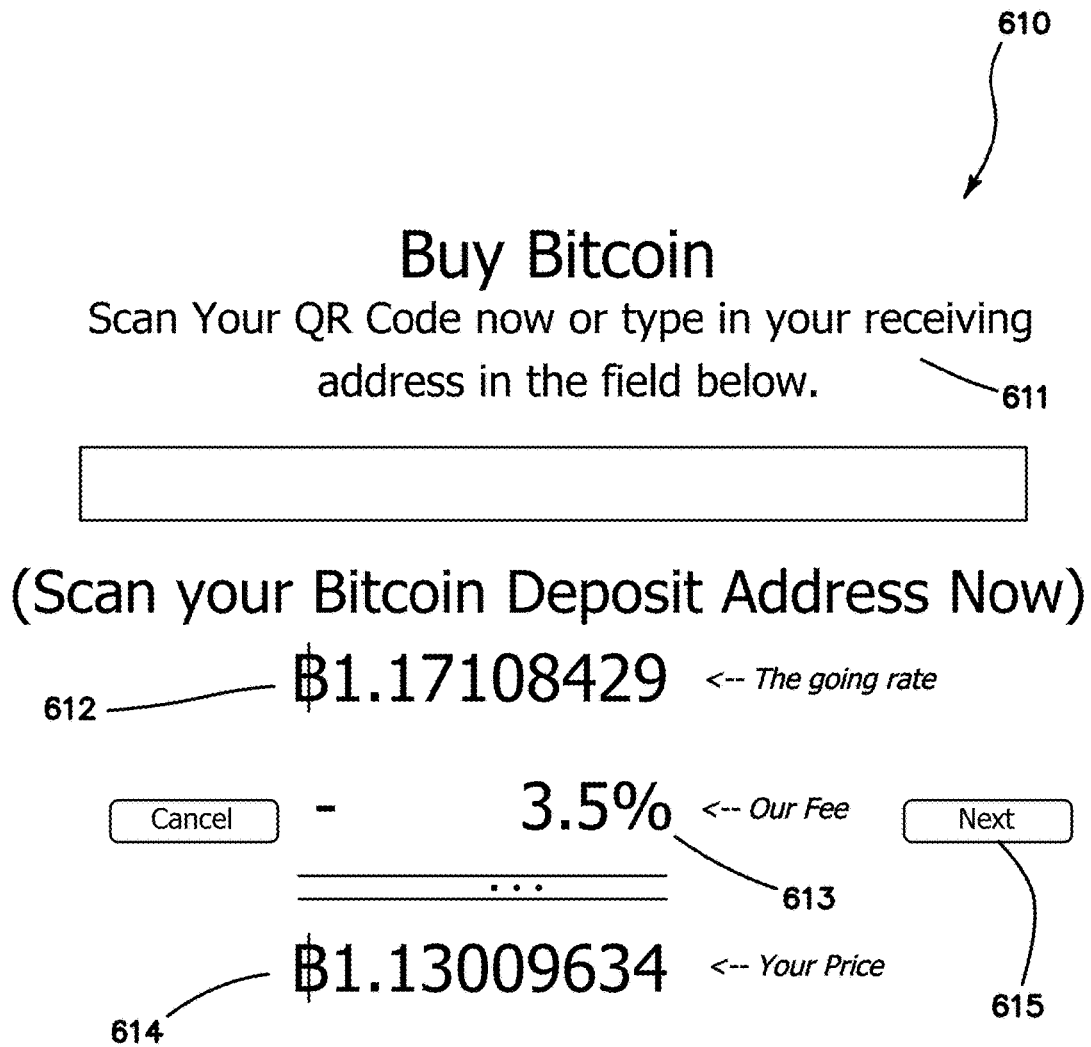 610
Buy Bitcoin
Scan Your QR Code now or type in your receiving
address in the field below.
611
(Scan your Bitcoin Deposit Address Now)
612
฿1.17108429 <-- The going rate
Cancel - 3.5% <-- Our Fee Next
...
613
฿1.13009634 <-- Your Price
614
615